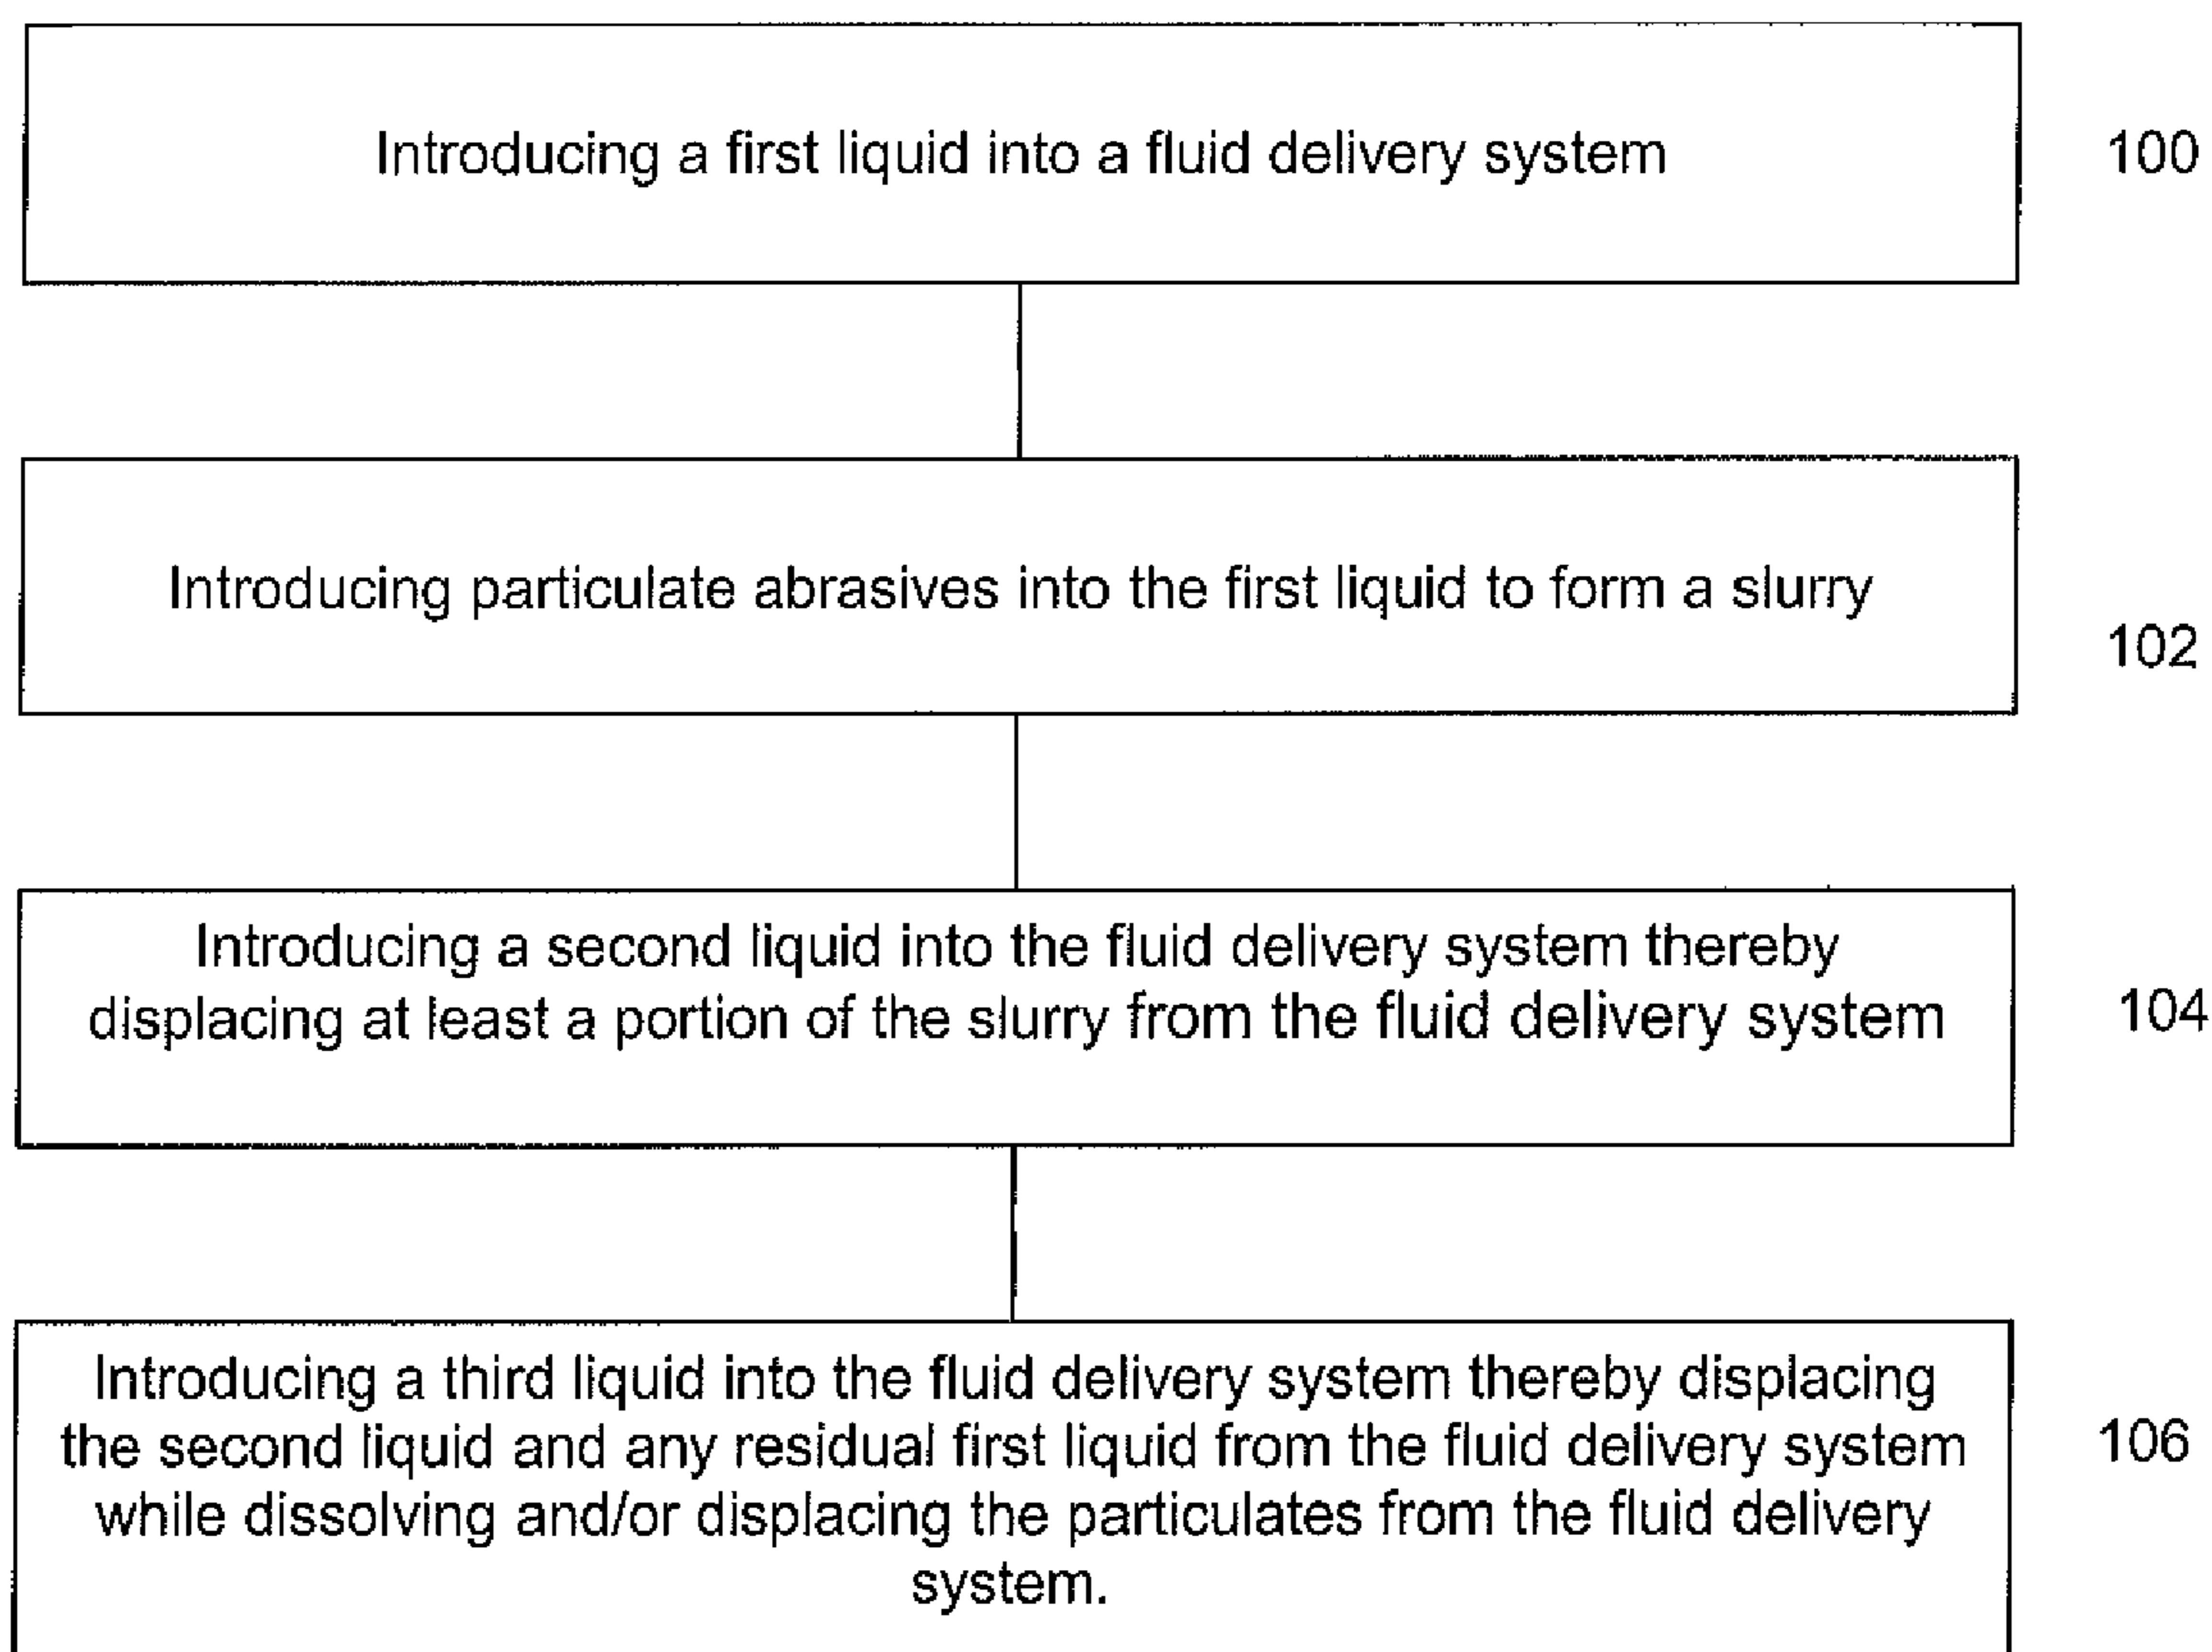 Introducing a first liquid into a fluid delivery system
100
Introducing particulate abrasives into the first liquid to form a slurry
102
Introducing a second liquid into the fluid delivery system thereby
displacing at least a portion of the slurry from the fluid delivery system
104
Introducing a third liquid into the fluid delivery system thereby displacing
the second liquid and any residual first liquid from the fluid delivery system
while dissolving and/or displacing the particulates from the fluid delivery
system.
106